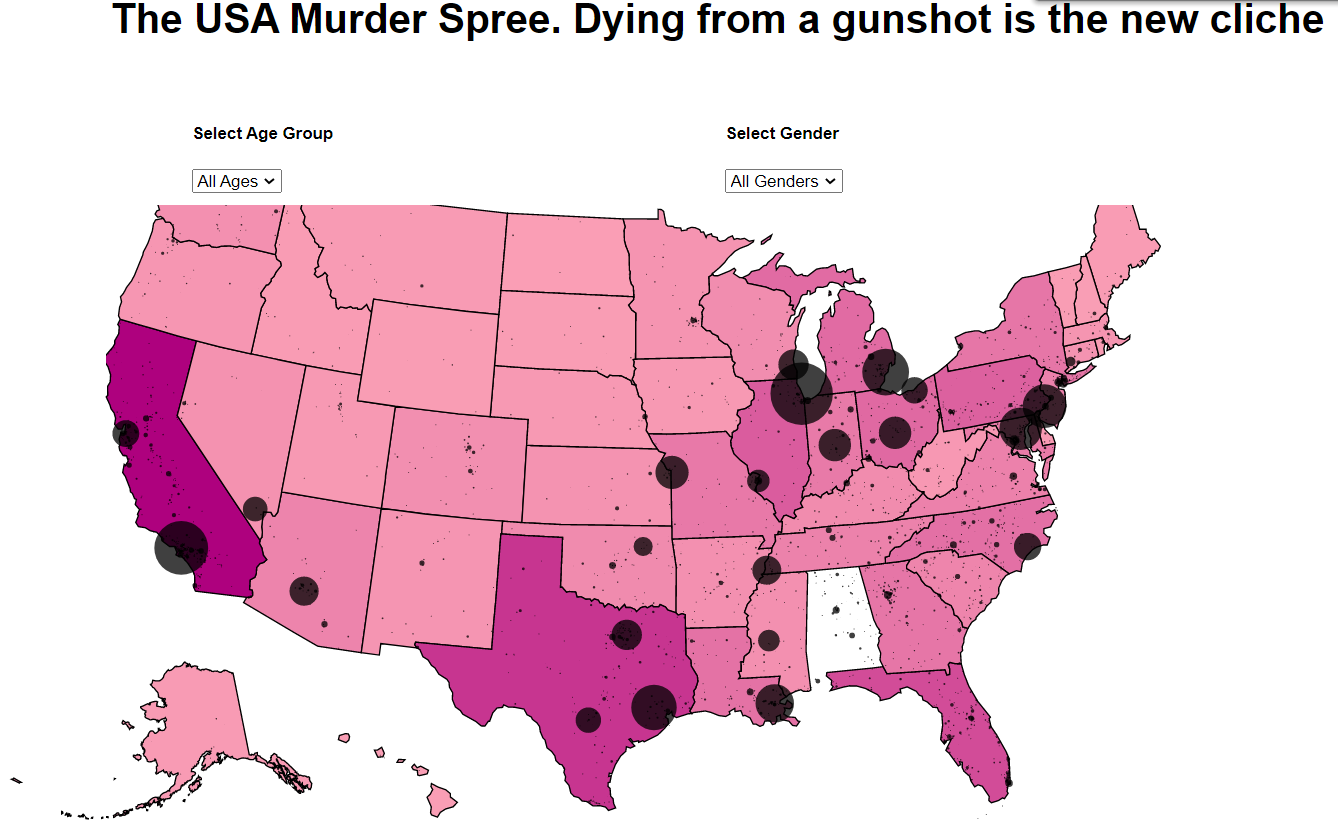 The USA Murder Spree. Dying from a gunshot is the new cliche
Select Age Group
Select Gender
All Ages
All Genders